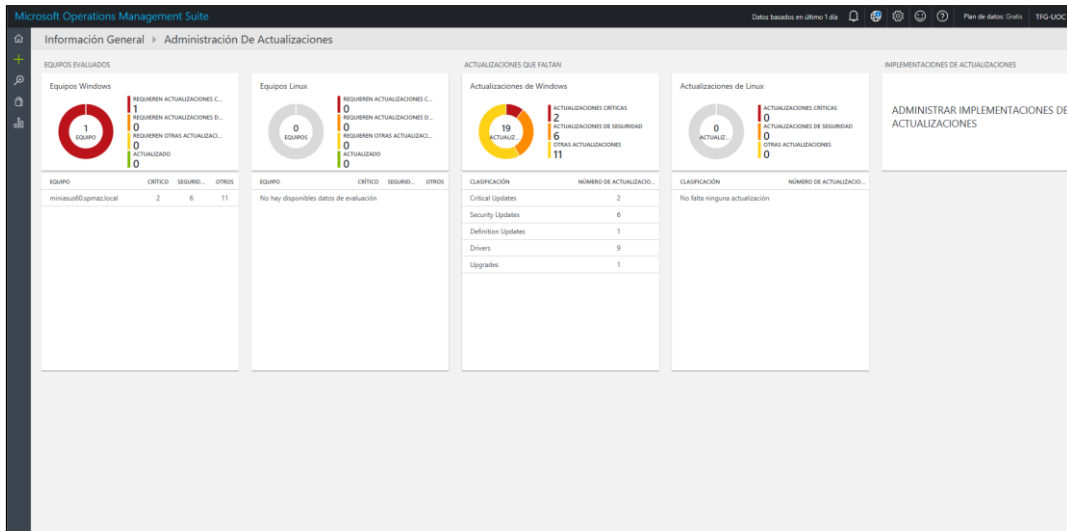 Microsoft Operations Management Suite
Datos basados en último 1 día
Plan de datos: Gratis
TFG-UOC
Información General ▸ Administración De Actualizaciones
EQUIPOS EVALUADOS
ACTUALIZACIONES QUE FALTAN
IMPLEMENTACIONES DE ACTUALIZACIONES
Equipos Windows
1
EQUIPO
REQUIEREN ACTUALIZACIONES C...
1
REQUIEREN ACTUALIZACIONES D...
0
REQUIEREN OTRAS ACTUALIZACI...
0
ACTUALIZADO
0
EQUIPO CRÍTICO SEGURID... OTROS
miniasus60.spmaz.local 2 6 11
Equipos Linux
0
EQUIPOS
REQUIEREN ACTUALIZACIONES C...
0
REQUIEREN ACTUALIZACIONES D...
0
REQUIEREN OTRAS ACTUALIZACI...
0
ACTUALIZADO
0
EQUIPO CRÍTICO SEGURID... OTROS
No hay disponibles datos de evaluación
Actualizaciones de Windows
19
ACTUALIZ...
ACTUALIZACIONES CRÍTICAS
2
ACTUALIZACIONES DE SEGURIDAD
6
OTRAS ACTUALIZACIONES
11
CLASIFICACIÓN NÚMERO DE ACTUALIZACIO...
Critical Updates 2
Security Updates 6
Definition Updates 1
Drivers 9
Upgrades 1
Actualizaciones de Linux
0
ACTUALIZ...
ACTUALIZACIONES CRÍTICAS
0
ACTUALIZACIONES DE SEGURIDAD
0
OTRAS ACTUALIZACIONES
0
CLASIFICACIÓN NÚMERO DE ACTUALIZACIO...
No falta ninguna actualización
ADMINISTRAR IMPLEMENTACIONES DE
ACTUALIZACIONES